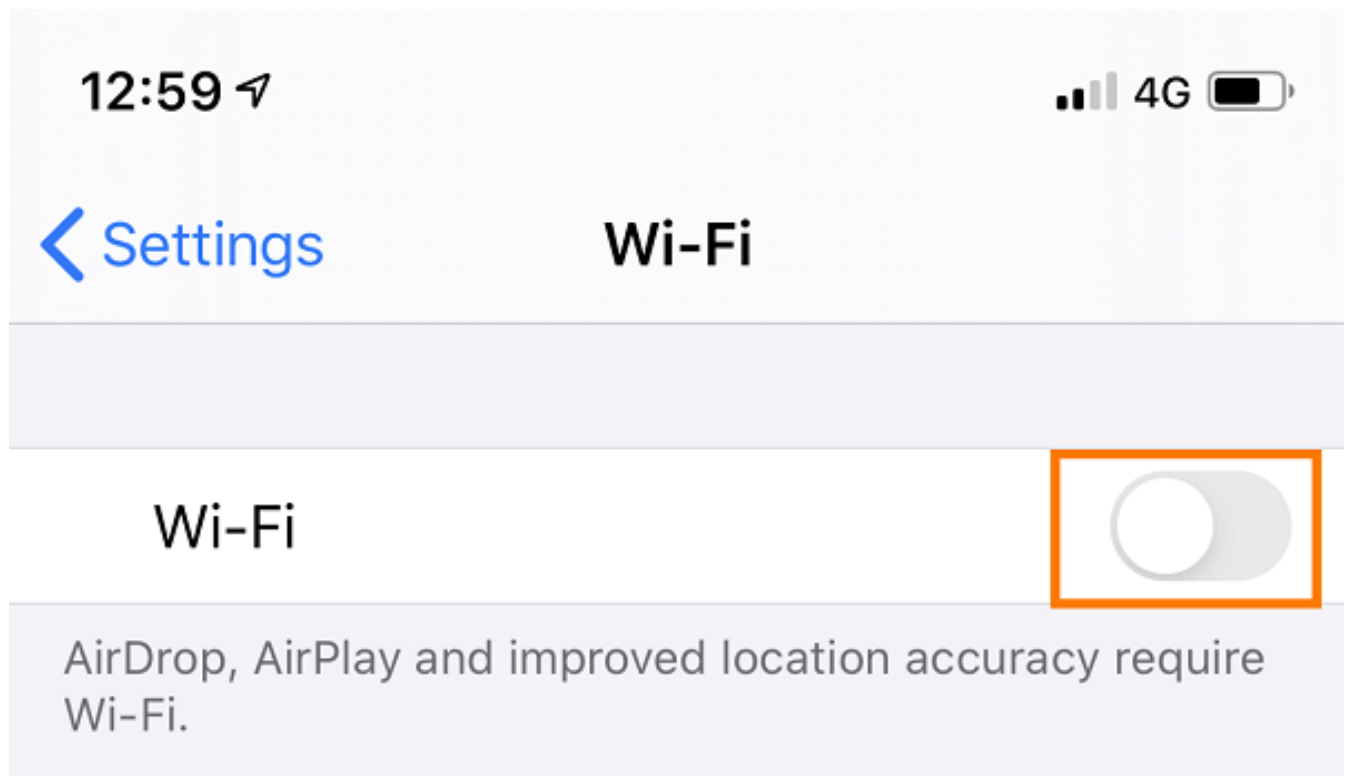 12:59
4G
Settings
Wi-Fi
Wi-Fi
AirDrop, AirPlay and improved location accuracy require
Wi-Fi.